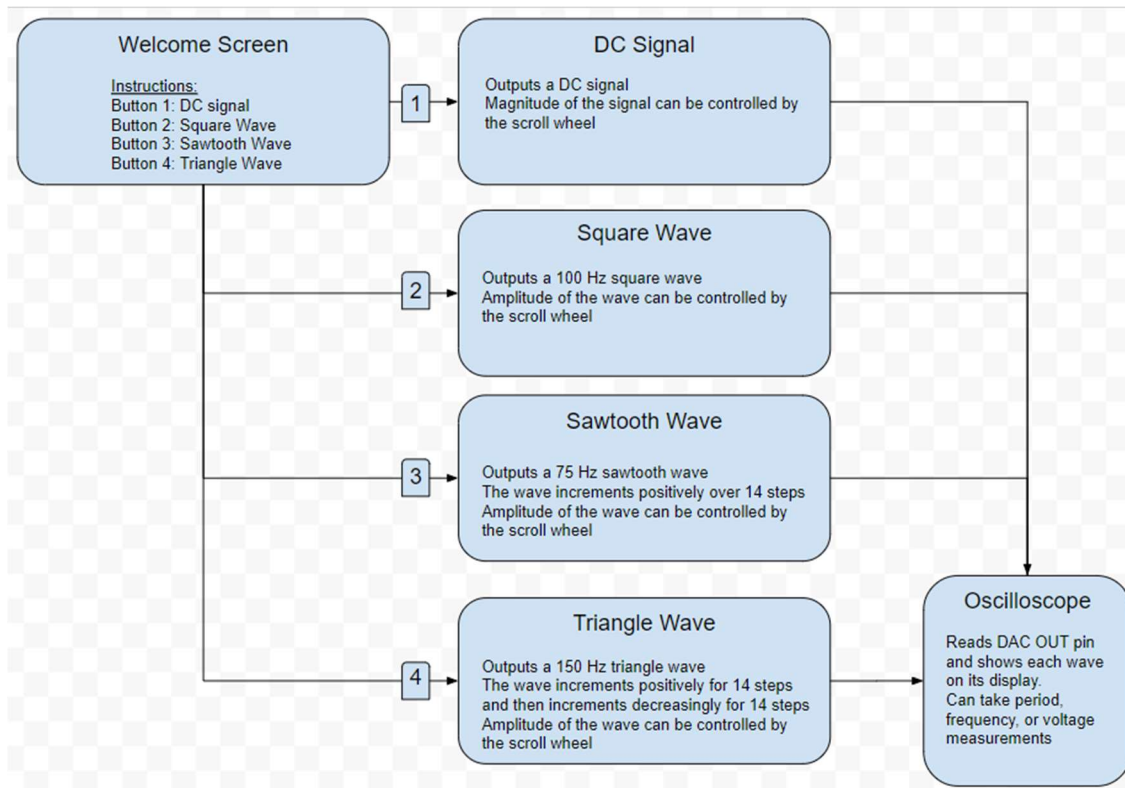 Welcome Screen
Instructions:
Button 1: DC signal
Button 2: Square Wave
Button 3: Sawtooth Wave
Button 4: Triangle Wave
1
DC Signal
Outputs a DC signal
Magnitude of the signal can be controlled by
the scroll wheel
2
Square Wave
Outputs a 100 Hz square wave
Amplitude of the wave can be controlled by
the scroll wheel
3
Sawtooth Wave
Outputs a 75 Hz sawtooth wave
The wave increments positively over 14 steps
Amplitude of the wave can be controlled by
the scroll wheel
4
Triangle Wave
Outputs a 150 Hz triangle wave
The wave increments positively for 14 steps
and then increments decreasingly for 14 steps
Amplitude of the wave can be controlled by
the scroll wheel
Oscilloscope
Reads DAC OUT pin
and shows each wave
on its display.
Can take period,
frequency, or voltage
measurements